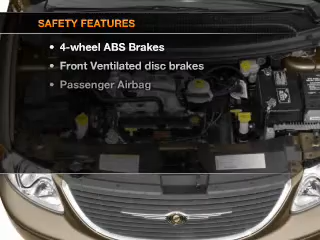 SAFETY FEATURES
• 4-wheel ABS Brakes
• Front Ventilated disc brakes
• Passenger Airbag